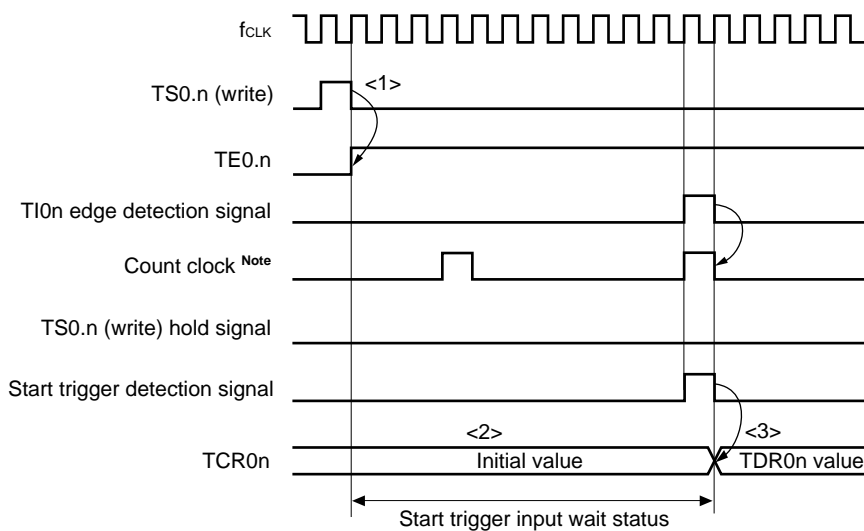 fCLK
TS0.n (write)
<1>
TE0.n
TI0n edge detection signal
Count clock Note
TS0.n (write) hold signal
Start trigger detection signal
<2>
<3>
TCR0n
Initial value
TDR0n value
Start trigger input wait status